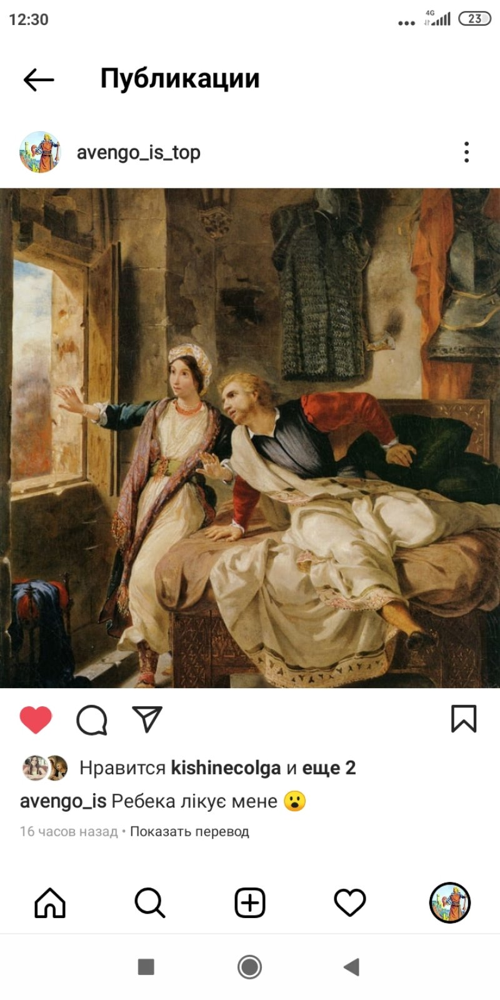 12:30
4G
23
Публикации
avengo_is_top
Нравится kishinecolga и еще 2
avengo_is Ребека лікує мене 😮
16 часов назад • Показать перевод